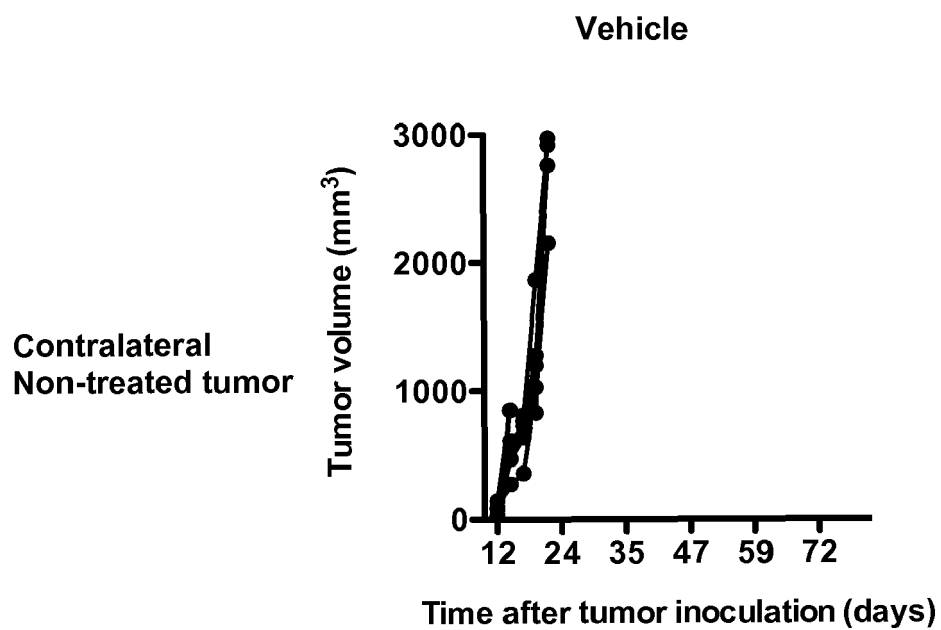 Vehicle
Contralateral
Non-treated tumor
Tumor volume (mm³)
3000
2000
1000
0
12 24 35 47 59 72
Time after tumor inoculation (days)